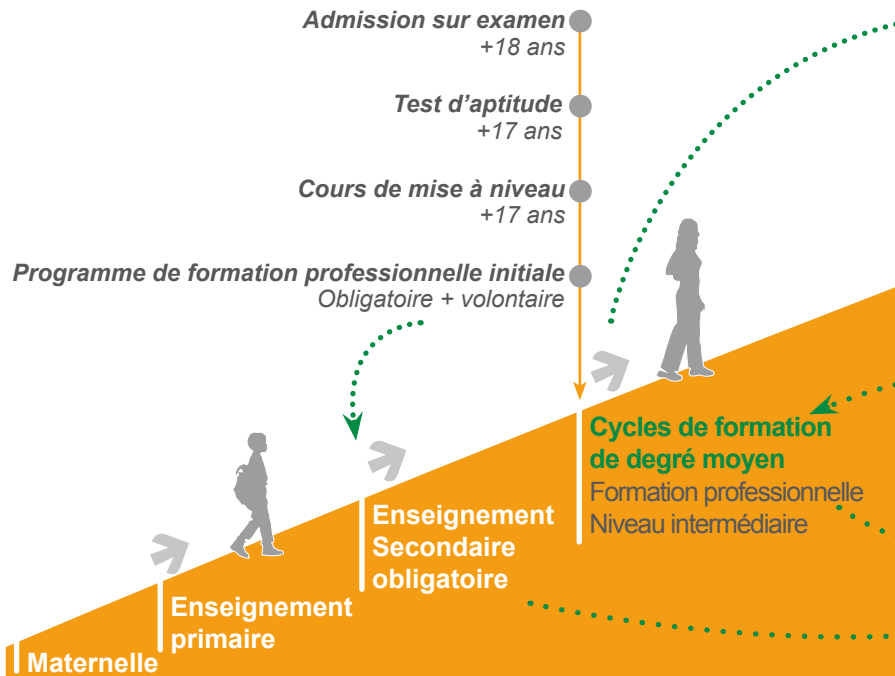 Admission sur examen
+18 ans
Test d’aptitude
+17 ans
Cours de mise à niveau
+17 ans
Programme de formation professionnelle initiale
Obligatoire + volontaire
Cycles de formation
de degré moyen
Formation professionnelle
Niveau intermédiaire
Enseignement
Secondaire
obligatoire
Enseignement
primaire
Maternelle